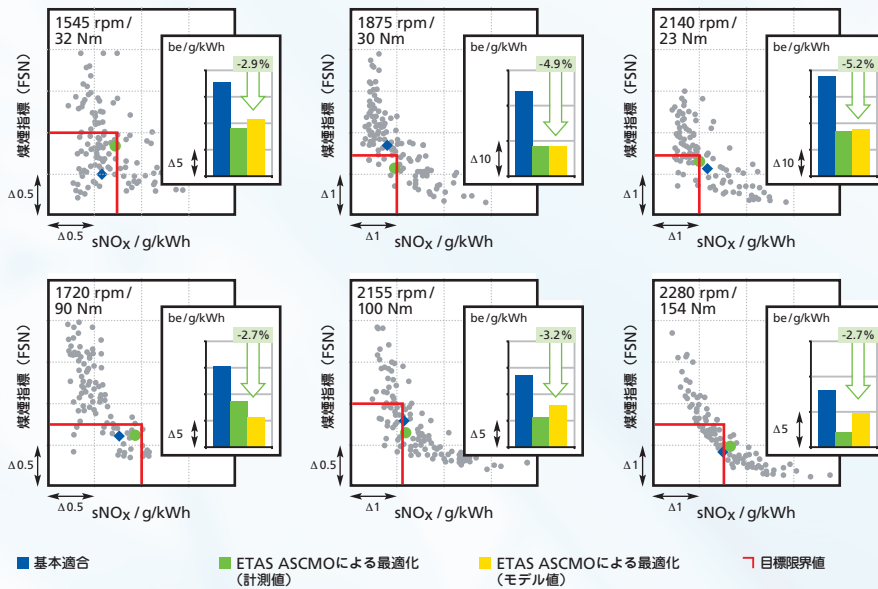 1545 rpm /
32 Nm
be/g/kWh
-2.9%
Δ5
煤煙指標（FSN）
Δ0.5
Δ0.5
sNOx / g/kWh
1875 rpm /
30 Nm
be/g/kWh
-4.9%
Δ10
煤煙指標（FSN）
Δ1
Δ1
sNOx / g/kWh
2140 rpm /
23 Nm
be/g/kWh
-5.2%
Δ10
煤煙指標（FSN）
Δ1
Δ1
sNOx / g/kWh
1720 rpm /
90 Nm
be/g/kWh
-2.7%
Δ5
煤煙指標（FSN）
Δ0.5
Δ0.5
sNOx / g/kWh
2155 rpm /
100 Nm
be/g/kWh
-3.2%
Δ5
煤煙指標（FSN）
Δ0.5
Δ1
sNOx / g/kWh
2280 rpm /
154 Nm
be/g/kWh
-2.7%
Δ5
煤煙指標（FSN）
Δ1
Δ1
sNOx / g/kWh
基本適合
ETAS ASCMOによる最適化
（計測値）
ETAS ASCMOによる最適化
（モデル値）
目標限界値